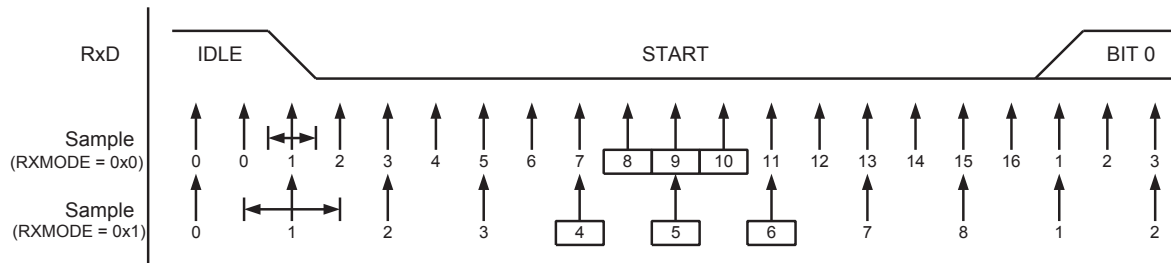 RxD IDLE START BIT 0
Sample
(RXMODE = 0x0)
0 0 1 2 3 4 5 6 7 8 9 10 11 12 13 14 15 16 1 2 3
Sample
(RXMODE = 0x1)
0 1 2 3 4 5 6 7 8 1 2